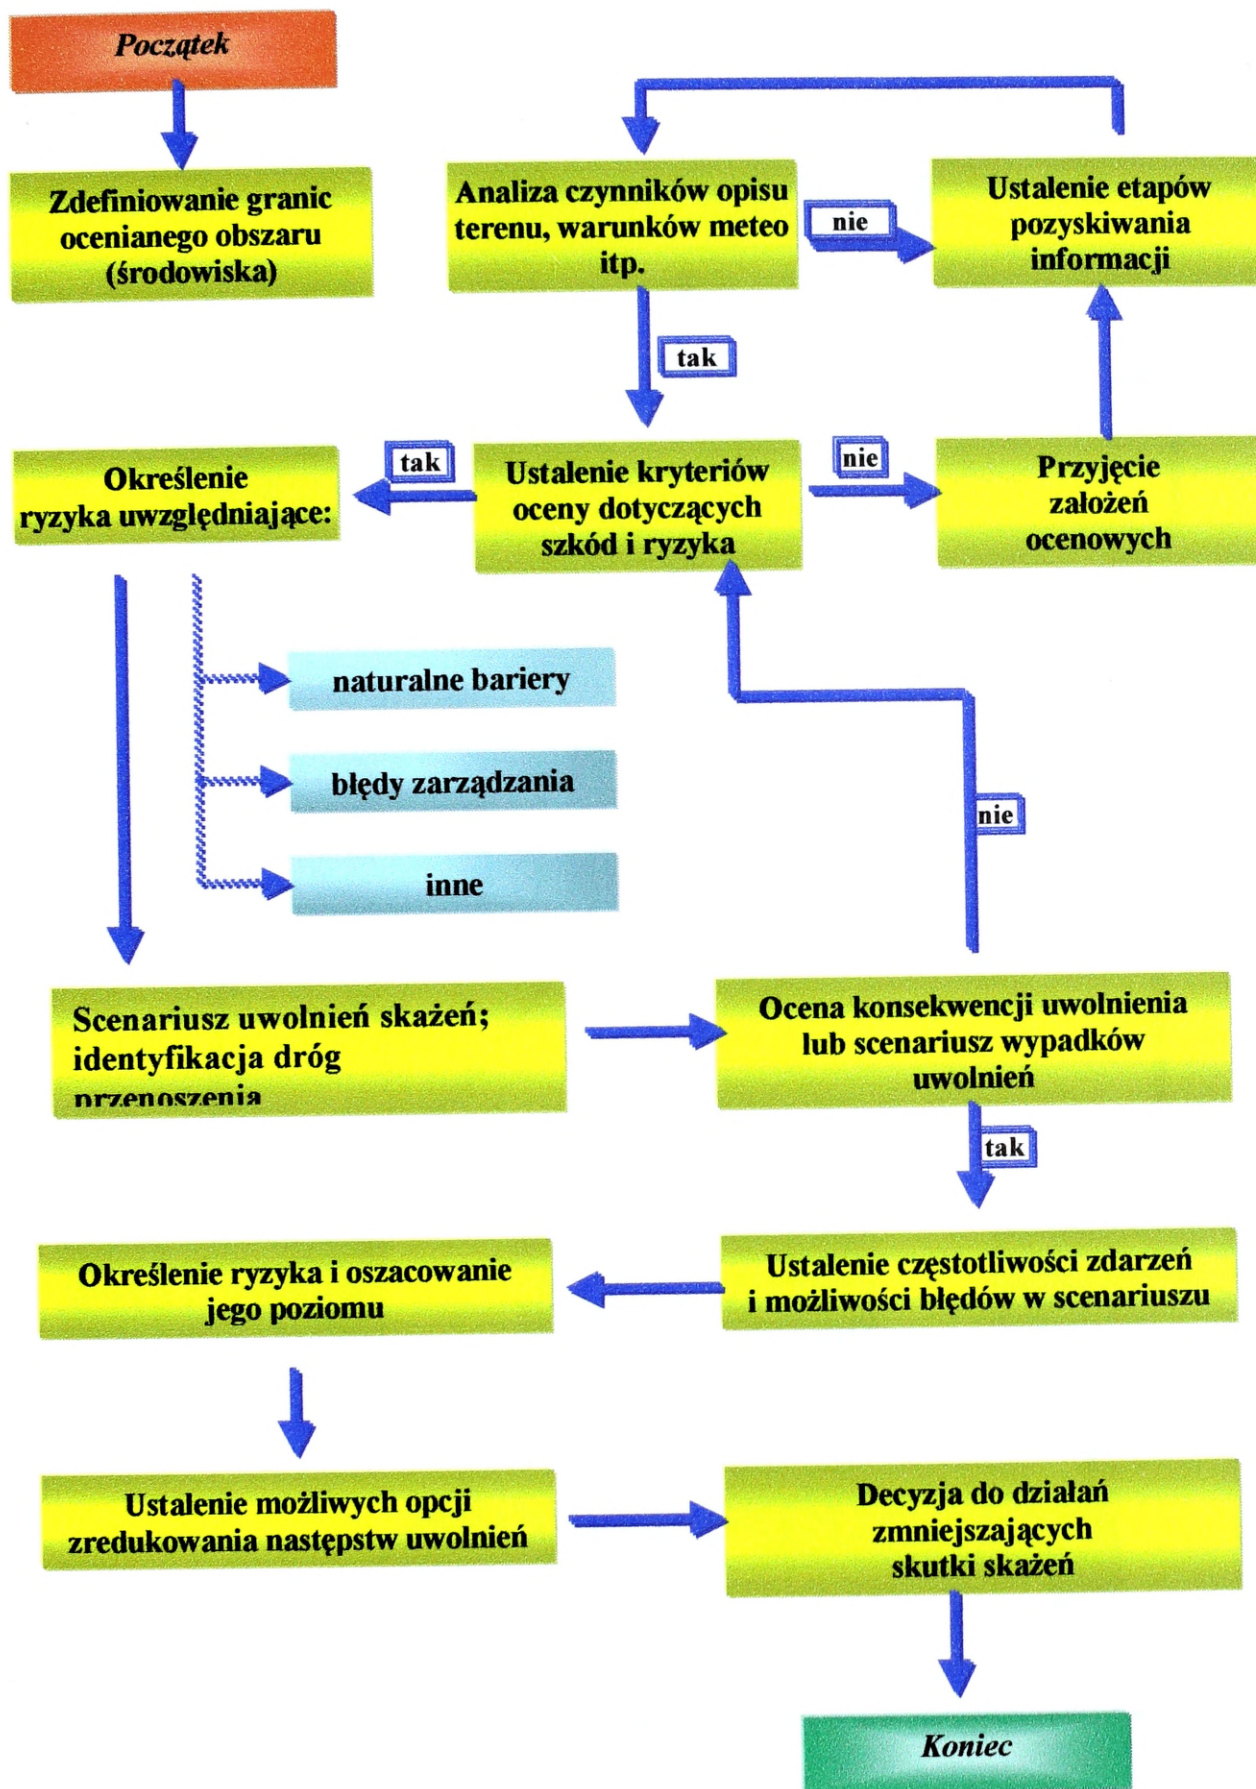 Początek
Zdefiniowanie granic
ocenianego obszaru
(środowiska)
Analiza czynników opisu
terenu, warunków meteo
itp.
nie
Ustalenie etapów
pozyskiwania
informacji
tak
Określenie
ryzyka uwzględniające:
tak
Ustalenie kryteriów
oceny dotyczących
szkód i ryzyka
nie
Przyjęcie
założeń
ocenowych
naturalne bariery
błędy zarządzania
inne
nie
Scenariusz uwolnień skażeń;
identyfikacja dróg
przenoszenia
Ocena konsekwencji uwolnienia
lub scenariusz wypadków
uwolnień
tak
Określenie ryzyka i oszacowanie
jego poziomu
Ustalenie częstotliwości zdarzeń
i możliwości błędów w scenariuszu
Ustalenie możliwych opcji
zredukowania następstw uwolnień
Decyzja do działań
zmniejszających
skutki skażeń
Koniec